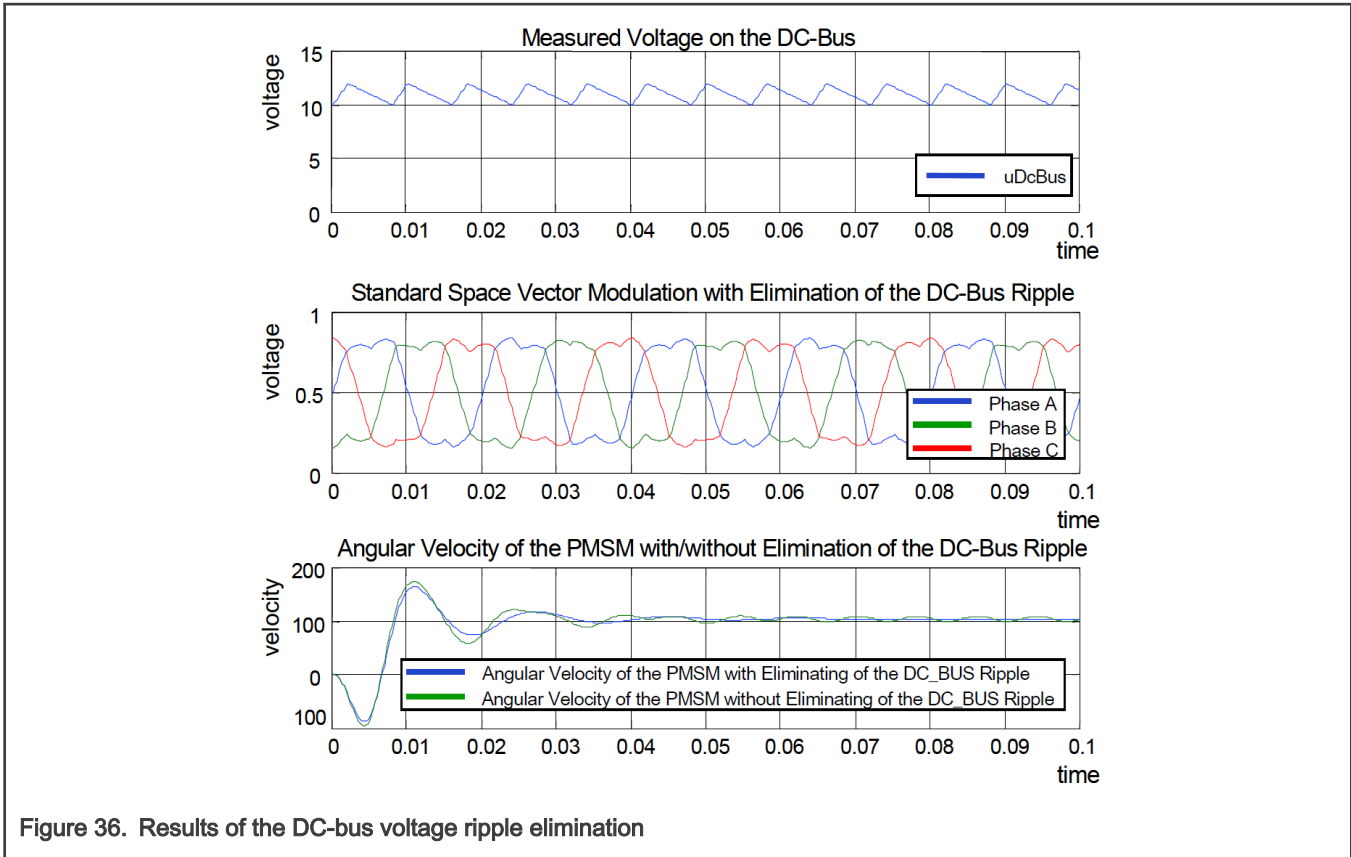 Measured Voltage on the DC-Bus
voltage
15
10
5
0
uDcBus
0 0.01 0.02 0.03 0.04 0.05 0.06 0.07 0.08 0.09 0.1
time
Standard Space Vector Modulation with Elimination of the DC-Bus Ripple
voltage
1
0.5
0
Phase A
Phase B
Phase C
0 0.01 0.02 0.03 0.04 0.05 0.06 0.07 0.08 0.09 0.1
time
Angular Velocity of the PMSM with/without Elimination of the DC-Bus Ripple
velocity
200
100
0
100
Angular Velocity of the PMSM with Eliminating of the DC_BUS Ripple
Angular Velocity of the PMSM without Eliminating of the DC_BUS Ripple
0 0.01 0.02 0.03 0.04 0.05 0.06 0.07 0.08 0.09 0.1
time
Figure 36. Results of the DC-bus voltage ripple elimination